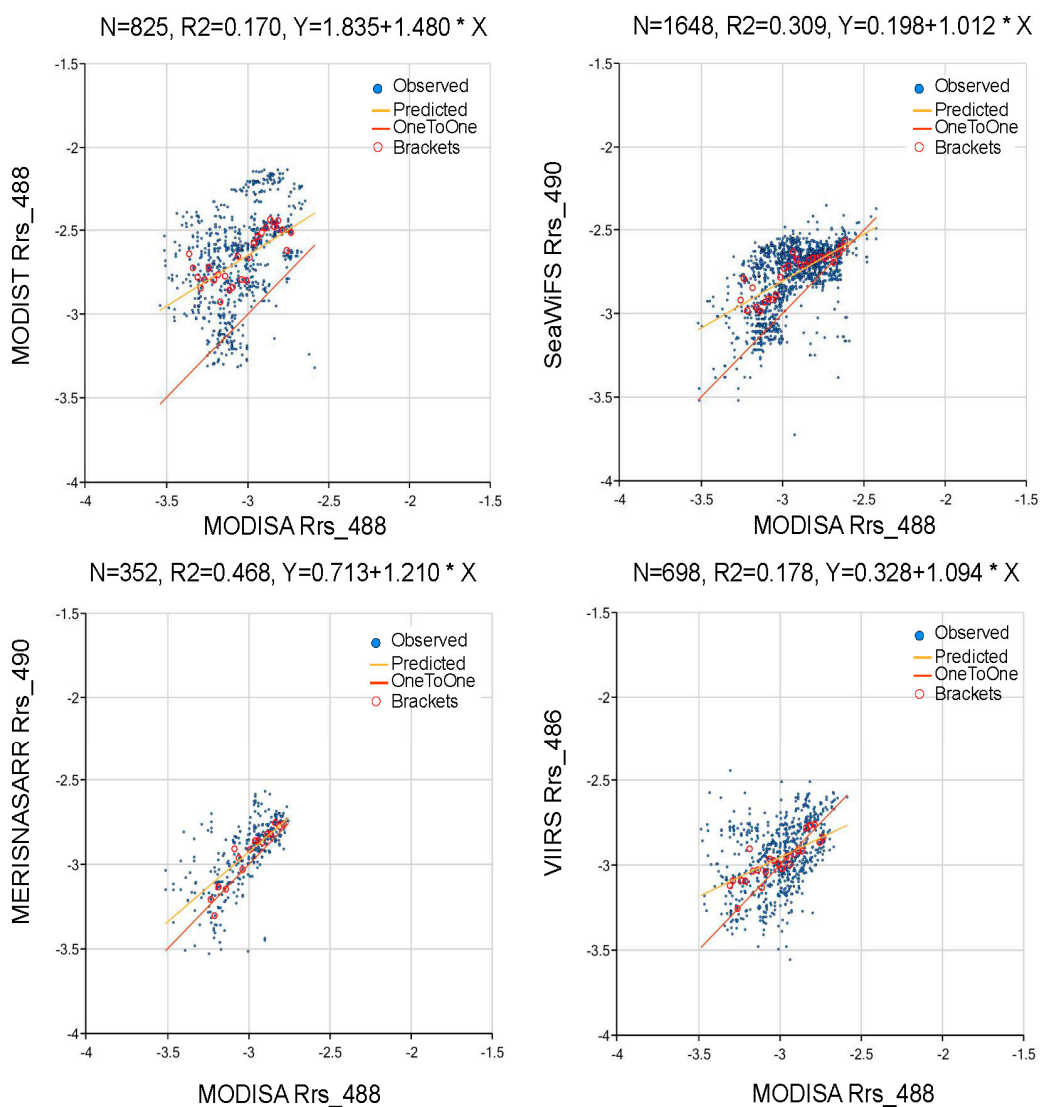 N=825, R2=0.170, Y=1.835+1.480 * X
-1.5
-2
-2.5
-3
-3.5
-4
-4
-3.5
-3
-2.5
-2
-1.5
MODIST Rrs_488
MODISA Rrs_488
Observed
Predicted
OneToOne
Brackets
N=1648, R2=0.309, Y=0.198+1.012 * X
-1.5
-2
-2.5
-3
-3.5
-4
-4
-3.5
-3
-2.5
-2
-1.5
SeaWiFS Rrs_490
MODISA Rrs_488
Observed
Predicted
OneToOne
Brackets
N=352, R2=0.468, Y=0.713+1.210 * X
-1.5
-2
-2.5
-3
-3.5
-4
-4
-3.5
-3
-2.5
-2
-1.5
MERISNASARR Rrs_490
MODISA Rrs_488
Observed
Predicted
OneToOne
Brackets
N=698, R2=0.178, Y=0.328+1.094 * X
-1.5
-2
-2.5
-3
-3.5
-4
-4
-3.5
-3
-2.5
-2
-1.5
VIIRS Rrs_486
MODISA Rrs_488
Observed
Predicted
OneToOne
Brackets